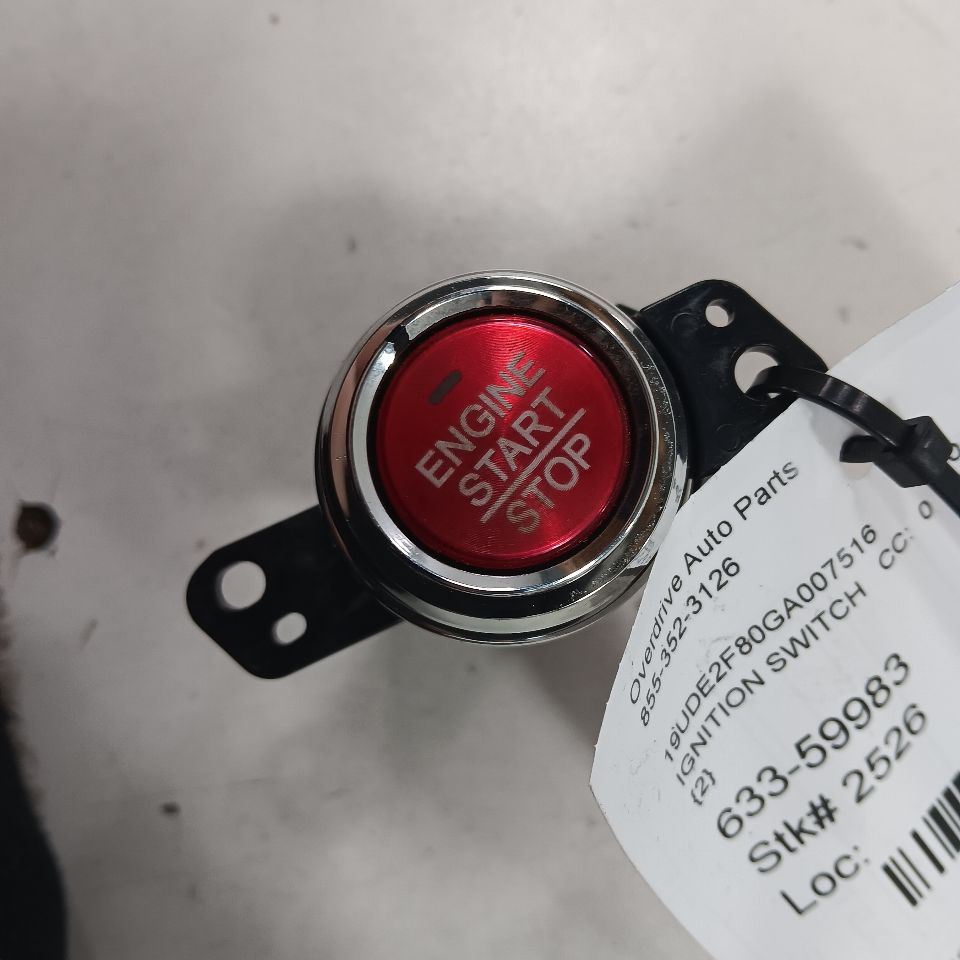 ENGINE
START
STOP
Overdrive Auto Parts
855-352-3126
19UDE2F80GA007516
IGNITION SWITCH CC: 0
{2}
633-59983
Stk# 2526
Loc: